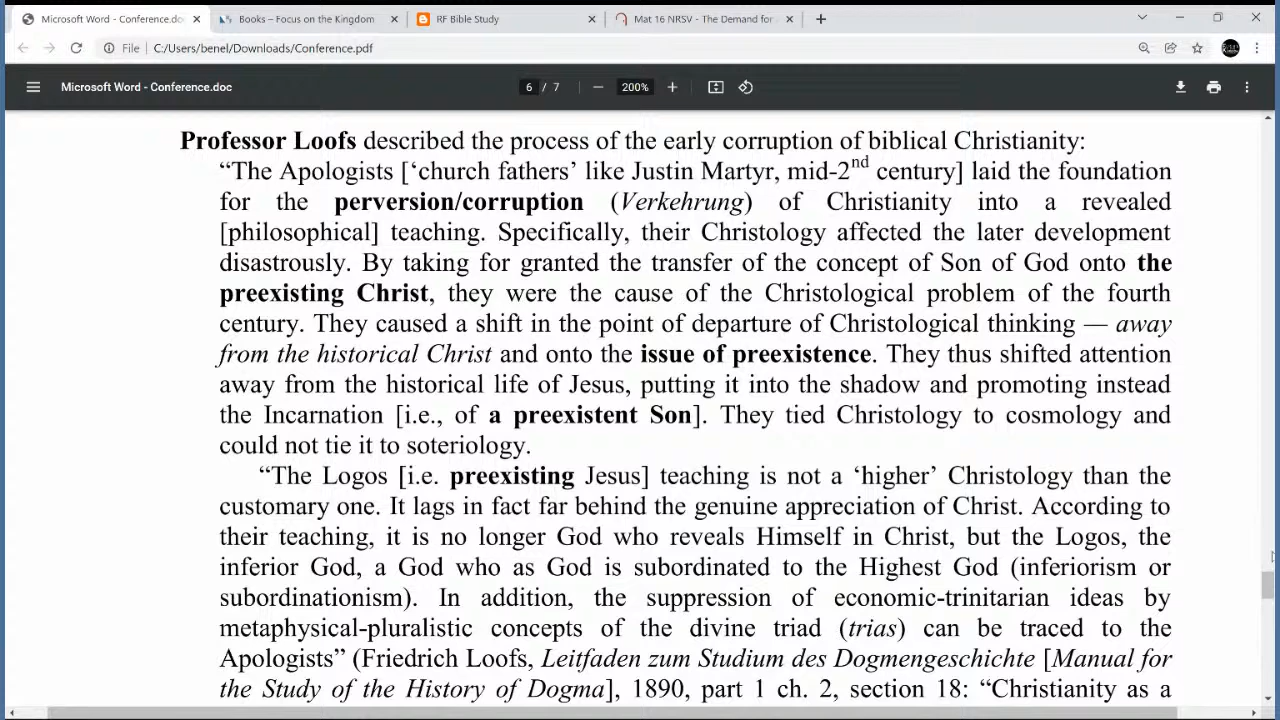 Microsoft Word - Conference.doc
Books – Focus on the Kingdom
RF Bible Study
Mat 16 NRSV - The Demand for
File C:/Users/benel/Downloads/Conference.pdf
Microsoft Word - Conference.doc 6 / 7 200%
Professor Loofs described the process of the early corruption of biblical Christianity:
“The Apologists [‘church fathers’ like Justin Martyr, mid-2nd century] laid the foundation
for the perversion/corruption (Verkehrung) of Christianity into a revealed
[philosophical] teaching. Specifically, their Christology affected the later development
disastrously. By taking for granted the transfer of the concept of Son of God onto the
preexisting Christ, they were the cause of the Christological problem of the fourth
century. They caused a shift in the point of departure of Christological thinking — away
from the historical Christ and onto the issue of preexistence. They thus shifted attention
away from the historical life of Jesus, putting it into the shadow and promoting instead
the Incarnation [i.e., of a preexistent Son]. They tied Christology to cosmology and
could not tie it to soteriology.
“The Logos [i.e. preexisting Jesus] teaching is not a ‘higher’ Christology than the
customary one. It lags in fact far behind the genuine appreciation of Christ. According to
their teaching, it is no longer God who reveals Himself in Christ, but the Logos, the
inferior God, a God who as God is subordinated to the Highest God (inferiorism or
subordinationism). In addition, the suppression of economic-trinitarian ideas by
metaphysical-pluralistic concepts of the divine triad (trias) can be traced to the
Apologists” (Friedrich Loofs, Leitfaden zum Studium des Dogmengeschichte [Manual for
the Study of the History of Dogma], 1890, part 1 ch. 2, section 18: “Christianity as a